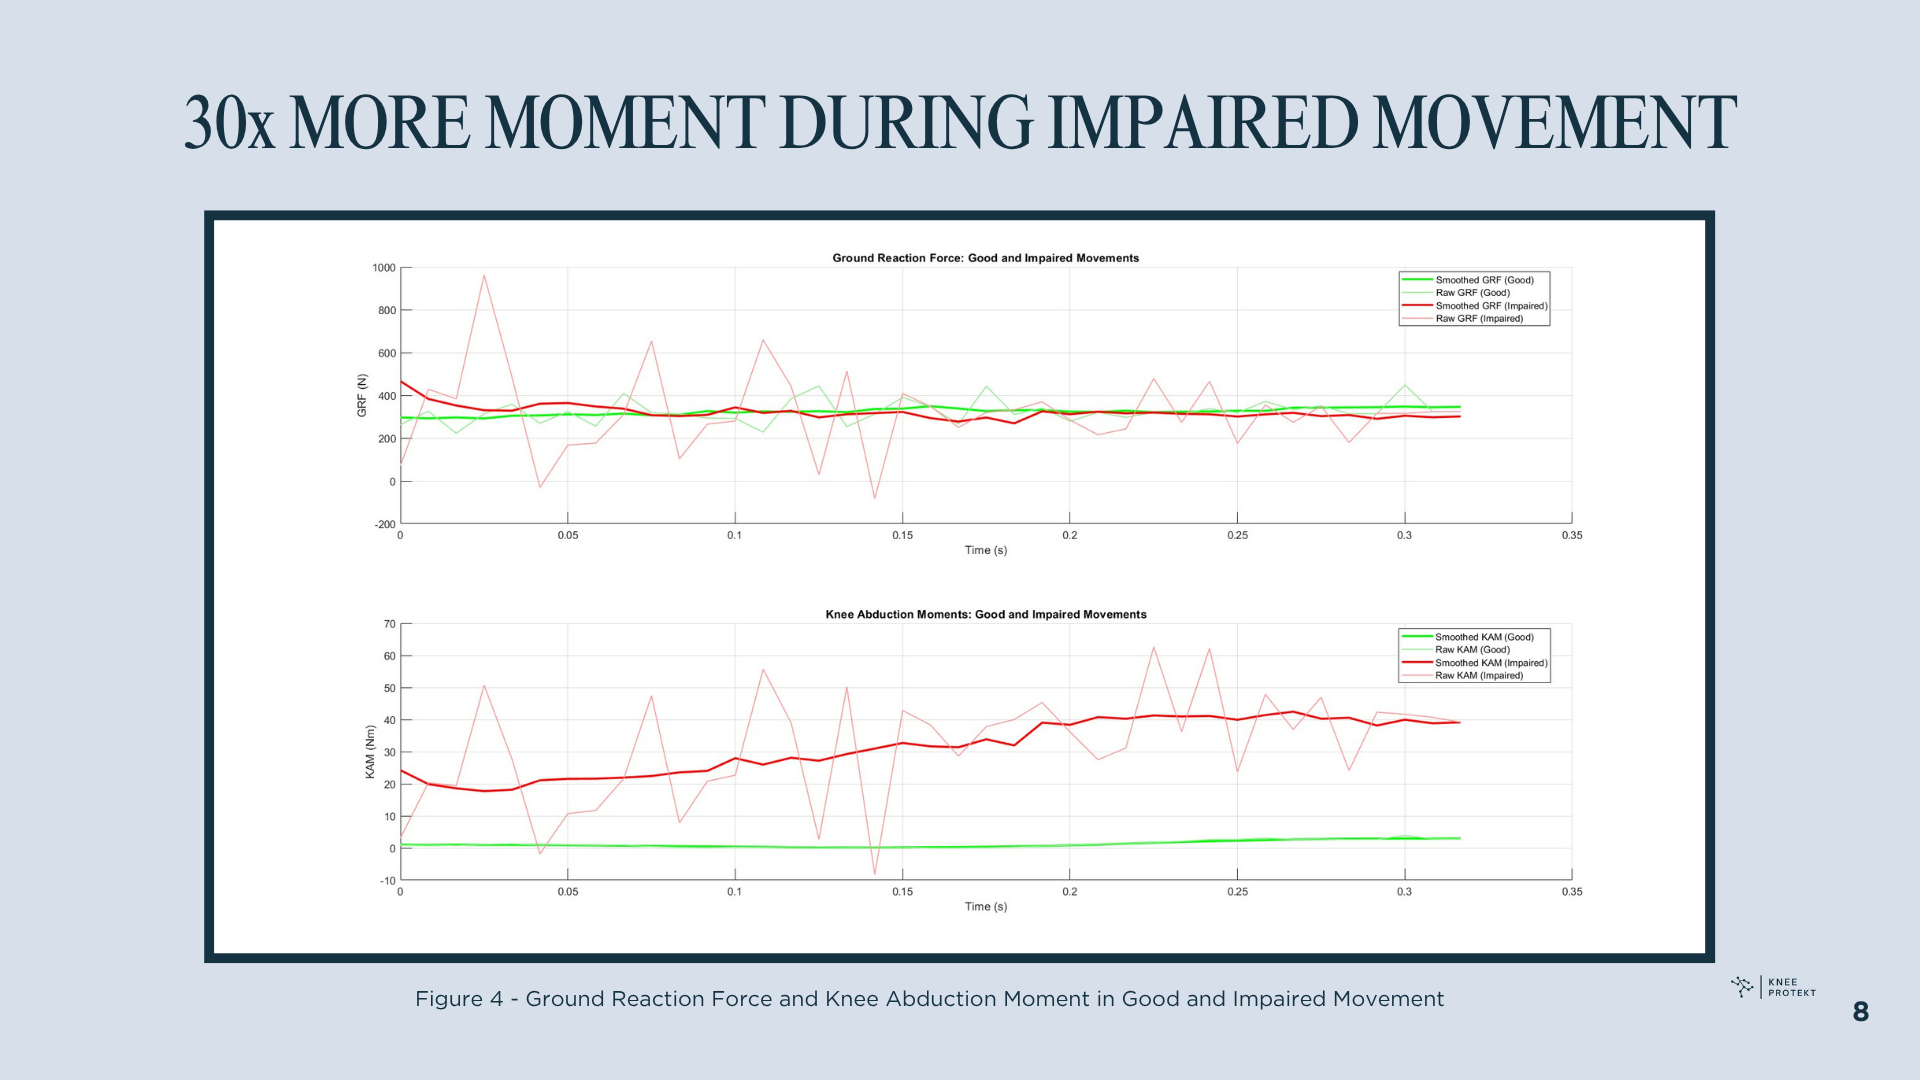 30x MORE MOMENT DURING IMPAIRED MOVEMENT
Ground Reaction Force: Good and Impaired Movements
1000
800
600
400
200
0
-200
GRF (N)
Smoothed GRF (Good)
Raw GRF (Good)
Smoothed GRF (Impaired)
Raw GRF (Impaired)
0 0.05 0.1 0.15 0.2 0.25 0.3 0.35
Time (s)
Knee Abduction Moments: Good and Impaired Movements
70
60
50
40
30
20
10
0
-10
KAM (Nm)
Smoothed KAM (Good)
Raw KAM (Good)
Smoothed KAM (Impaired)
Raw KAM (Impaired)
0 0.05 0.1 0.15 0.2 0.25 0.3 0.35
Time (s)
Figure 4 - Ground Reaction Force and Knee Abduction Moment in Good and Impaired Movement
KNEE
PROTEKT
8